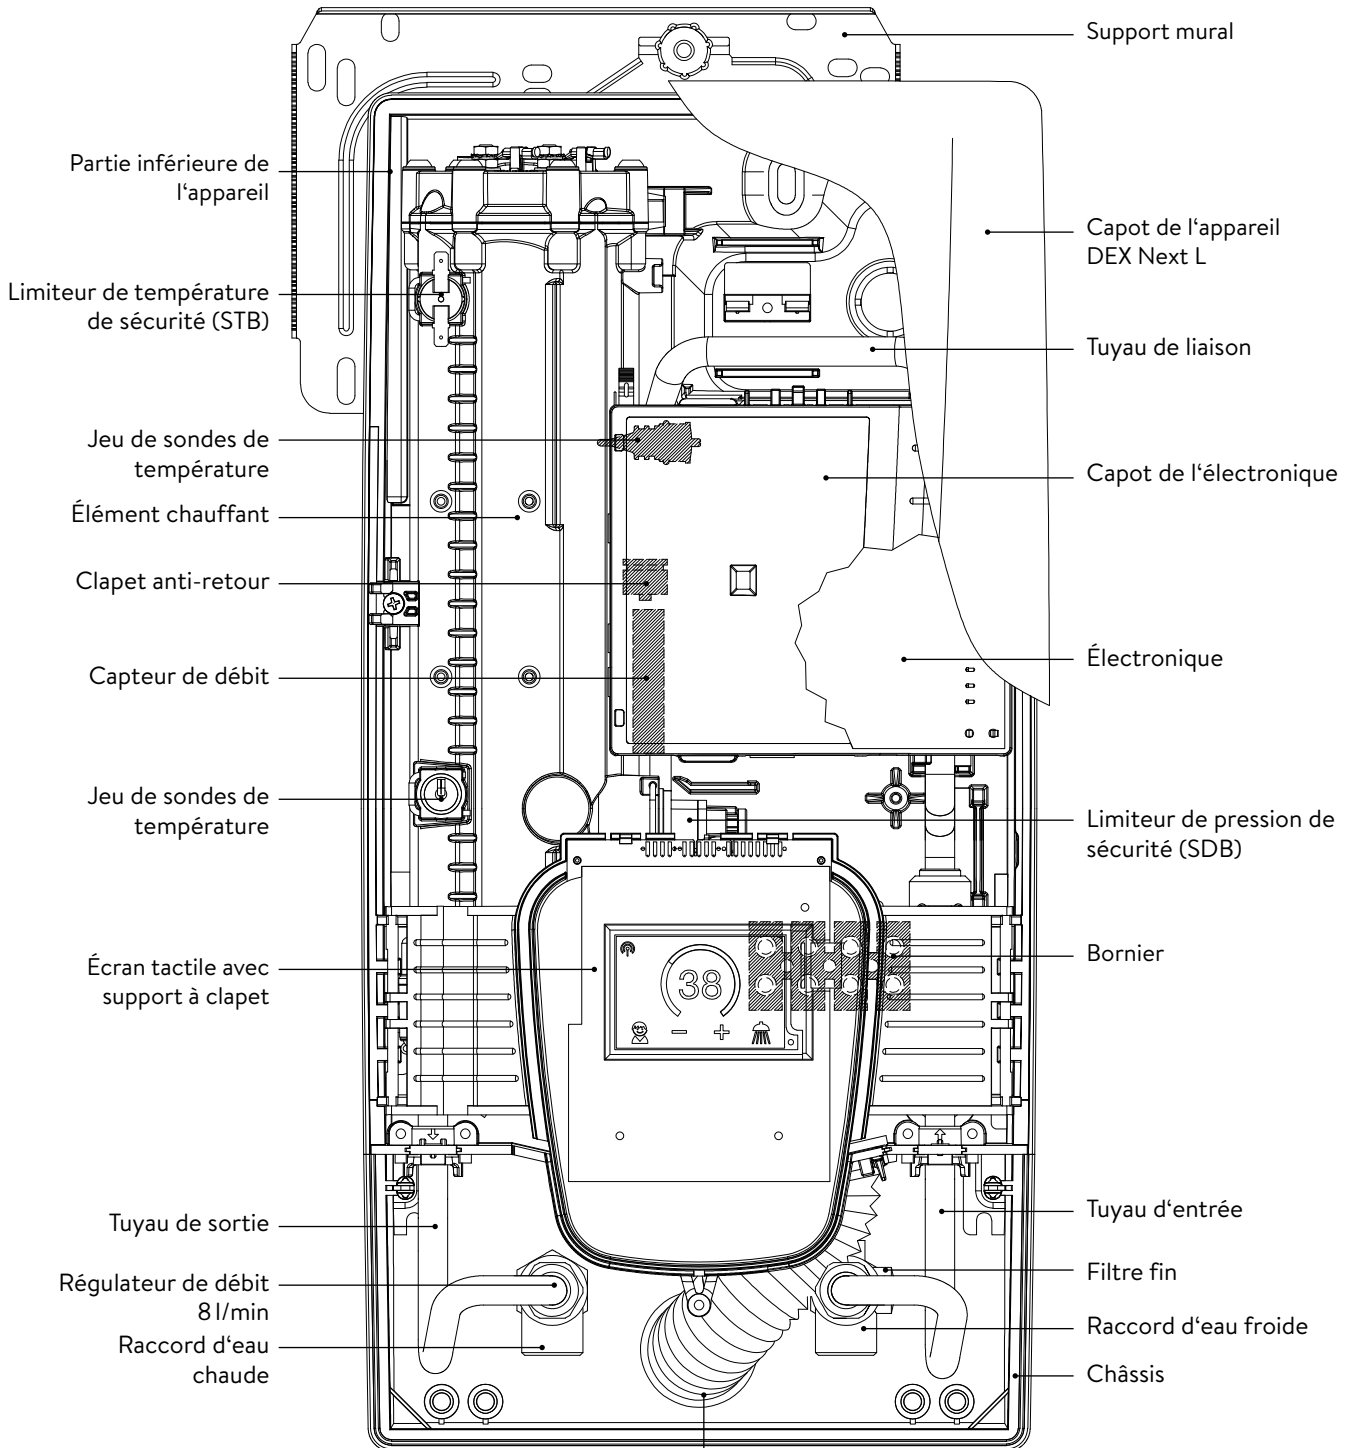 Support mural
Partie inférieure de
l‘appareil
Capot de l‘appareil
DEX Next L
Limiteur de température
de sécurité (STB)
Tuyau de liaison
Jeu de sondes de
température
Capot de l‘électronique
Élément chauffant
Clapet anti-retour
Électronique
Capteur de débit
Jeu de sondes de
température
Limiteur de pression de
sécurité (SDB)
Écran tactile avec
support à clapet
38
Bornier
Tuyau de sortie
Tuyau d‘entrée
Régulateur de débit
8 l/min
Filtre fin
Raccord d‘eau
chaude
Raccord d‘eau froide
Châssis